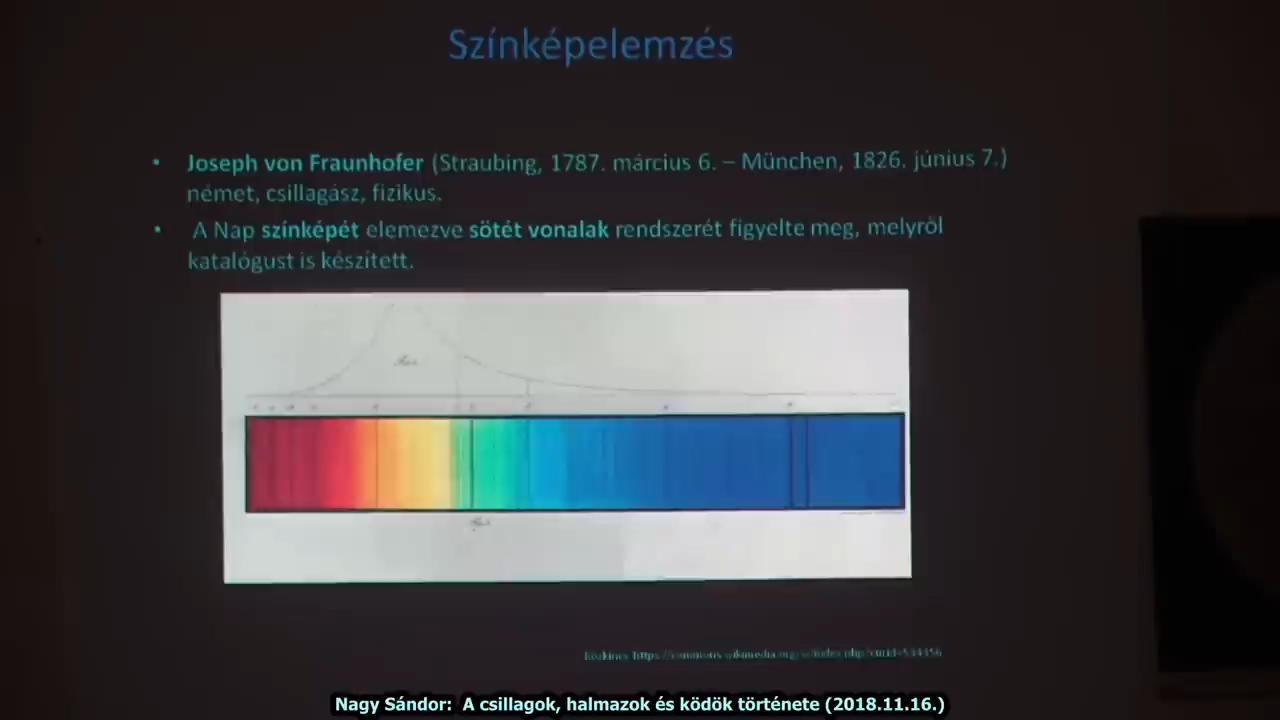 Színképelemzés
• Joseph von Fraunhofer (Straubing, 1787. március 6. – München, 1826. június 7.)
német, csillagász, fizikus.
• A Nap színképét elemezve sötét vonalak rendszerét figyelte meg, melyről
katalógust is készített.
Nagy Sándor: A csillagok, halmazok és ködök története (2018.11.16.)